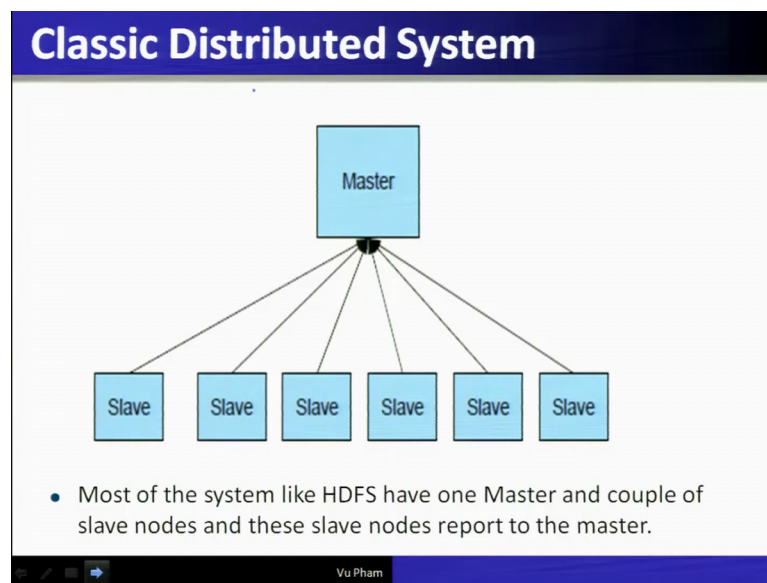 Classic Distributed System
Master
Slave Slave Slave Slave Slave Slave
Most of the system like HDFS have one Master and couple of
slave nodes and these slave nodes report to the master.
Vu Pham